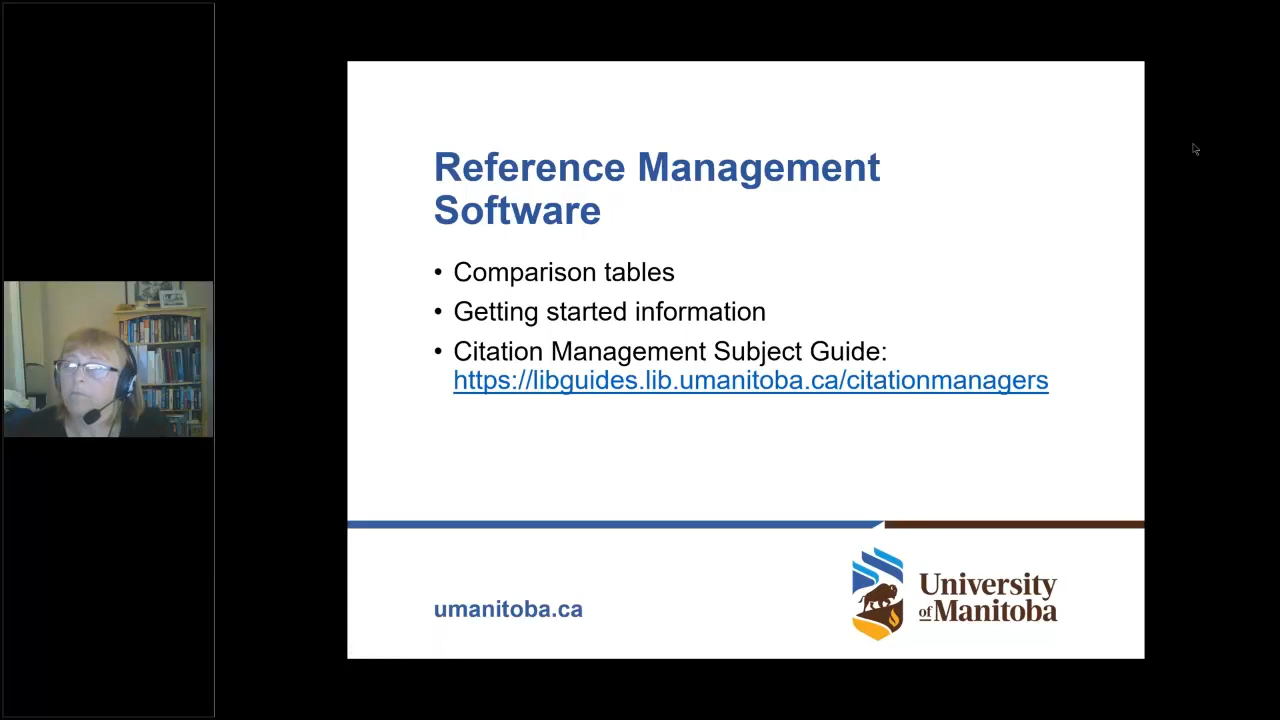 Reference Management
Software
• Comparison tables
• Getting started information
• Citation Management Subject Guide:
https://libguides.lib.umanitoba.ca/citationmanagers
umanitoba.ca
University
of Manitoba